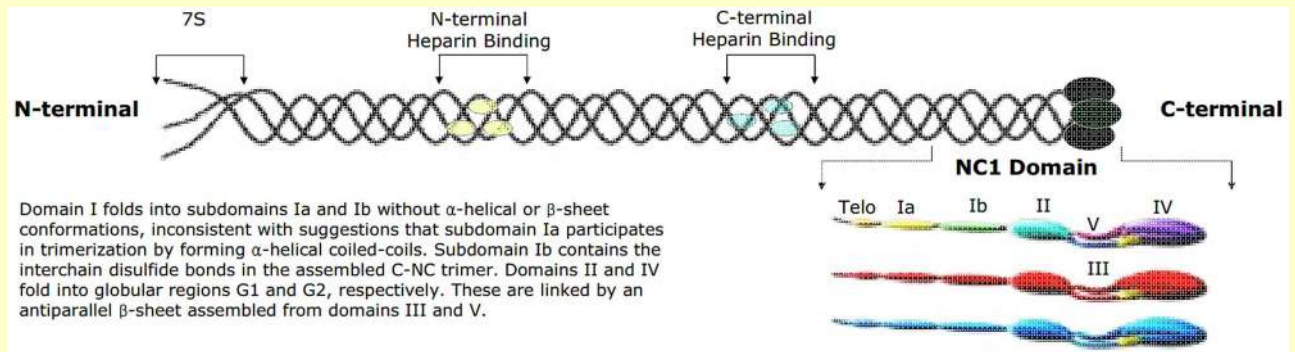 7S
N-terminal
Heparin Binding
C-terminal
Heparin Binding
N-terminal
C-terminal
NC1 Domain
Domain I folds into subdomains Ia and Ib without α-helical or β-sheet
conformations, inconsistent with suggestions that subdomain Ia participates
in trimerization by forming α-helical coiled-coils. Subdomain Ib contains the
interchain disulfide bonds in the assembled C-NC trimer. Domains II and IV
fold into globular regions G1 and G2, respectively. These are linked by an
antiparallel β-sheet assembled from domains III and V.
Telo Ia Ib II V IV
III